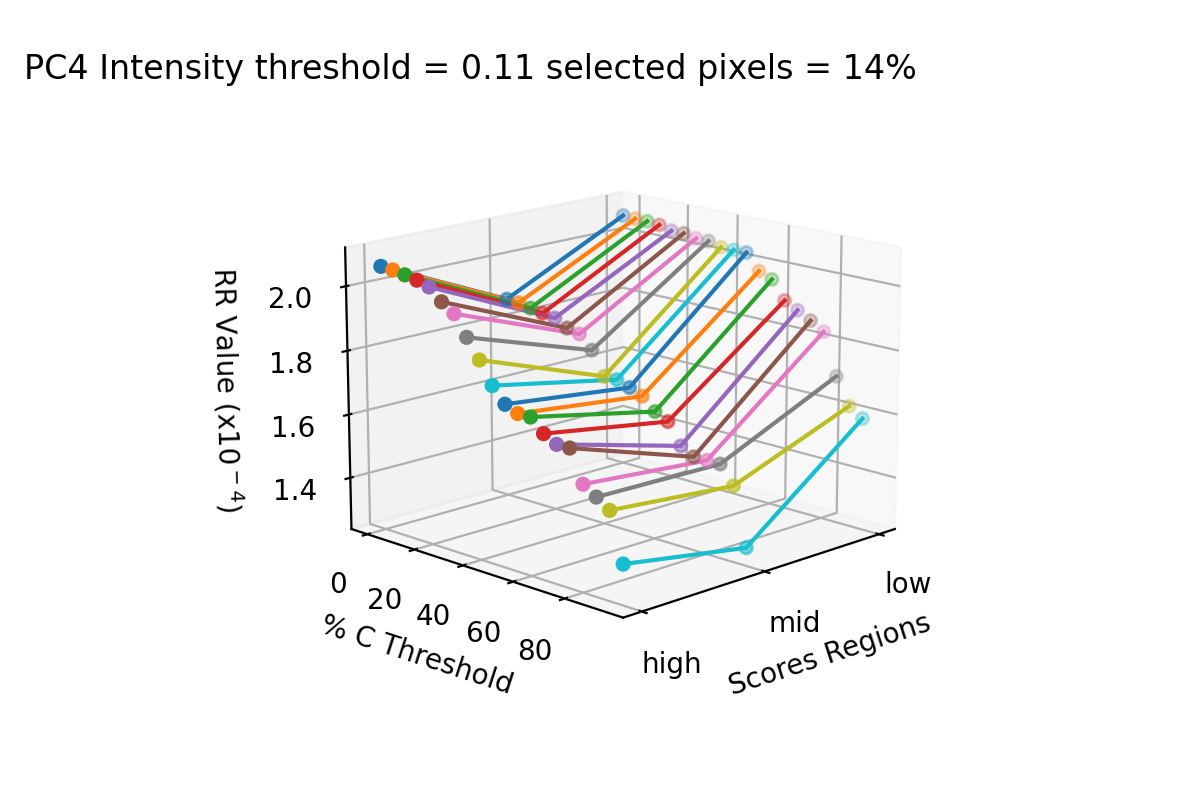 PC4 Intensity threshold = 0.11 selected pixels = 14%
RR Value (x10⁻⁴)
2.0
1.8
1.6
1.4
0
20
40
60
80
% C Threshold
high
mid
low
Scores Regions